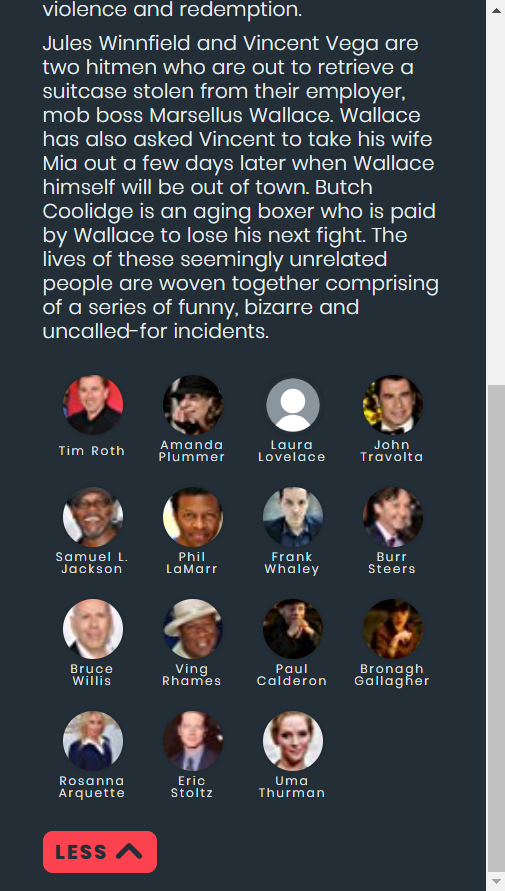 violence and redemption.
Jules Winnfield and Vincent Vega are
two hitmen who are out to retrieve a
suitcase stolen from their employer,
mob boss Marsellus Wallace. Wallace
has also asked Vincent to take his wife
Mia out a few days later when Wallace
himself will be out of town. Butch
Coolidge is an aging boxer who is paid
by Wallace to lose his next fight. The
lives of these seemingly unrelated
people are woven together comprising
of a series of funny, bizarre and
uncalled-for incidents.
Tim Roth
Amanda
Plummer
Laura
Lovelace
John
Travolta
Samuel L.
Jackson
Phil
LaMarr
Frank
Whaley
Burr
Steers
Bruce
Willis
Ving
Rhames
Paul
Calderon
Bronagh
Gallagher
Rosanna
Arquette
Eric
Stoltz
Uma
Thurman
LESS